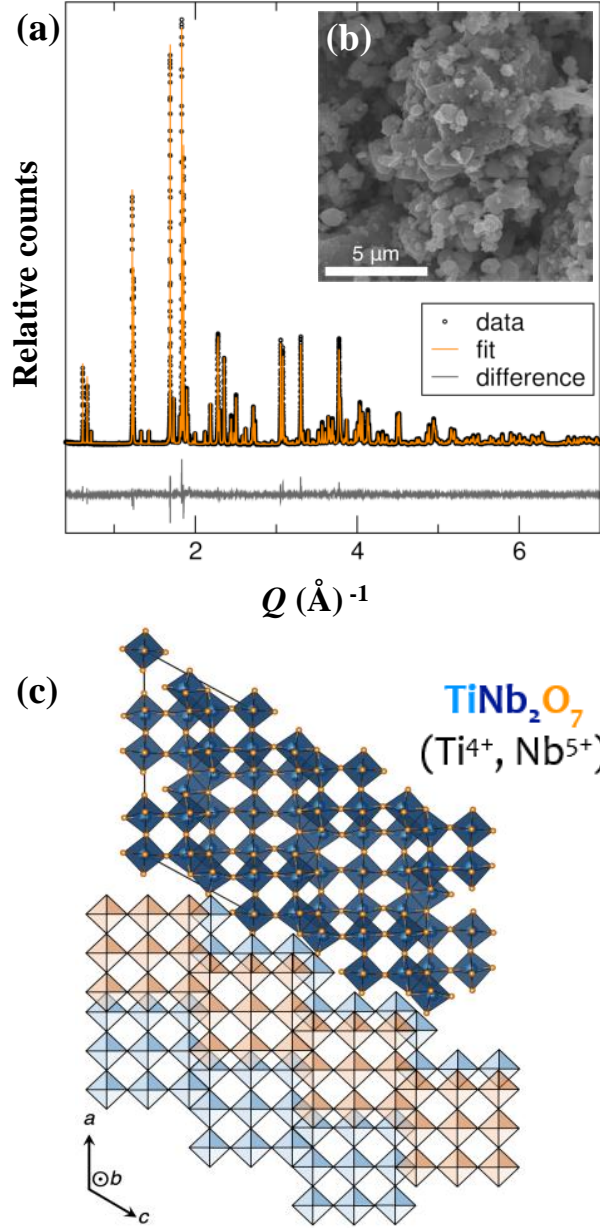 (a)
(b)
5 µm
Relative counts
data
fit
difference
2
4
6
Q (Å) -1
(c)
TiNb₂O₇
(Ti⁴⁺, Nb⁵⁺)
a
b
c